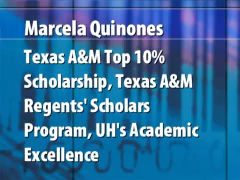 Marcela Quinones
Texas A&M Top 10%
Scholarship, Texas A&M
Regents' Scholars
Program, UH's Academic
Excellence